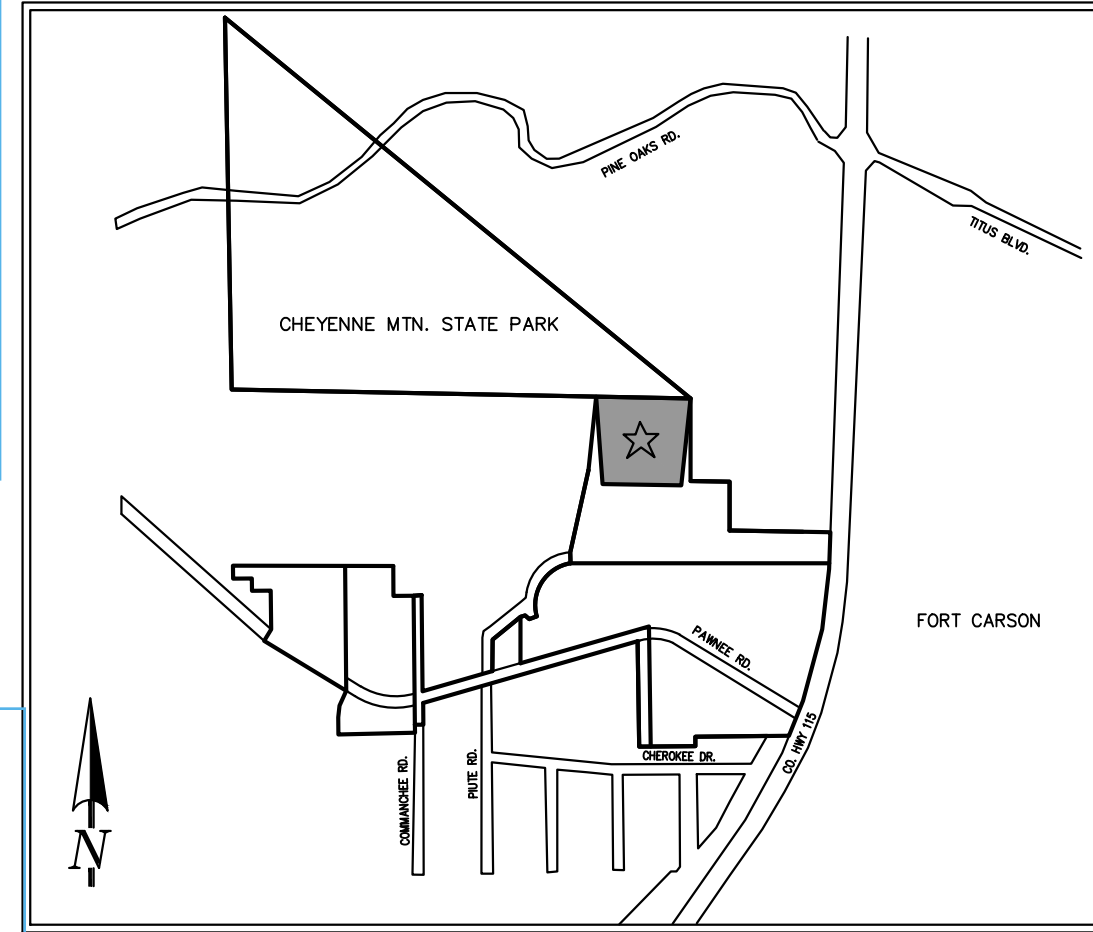 PINE OAKS RD.
TITUS BLVD.
CHEYENNE MTN. STATE PARK
FORT CARSON
PAWNEE RD.
CO. HWY 115
CHEROKEE DR.
COMMANCHEE RD.
PIUTE RD.
N